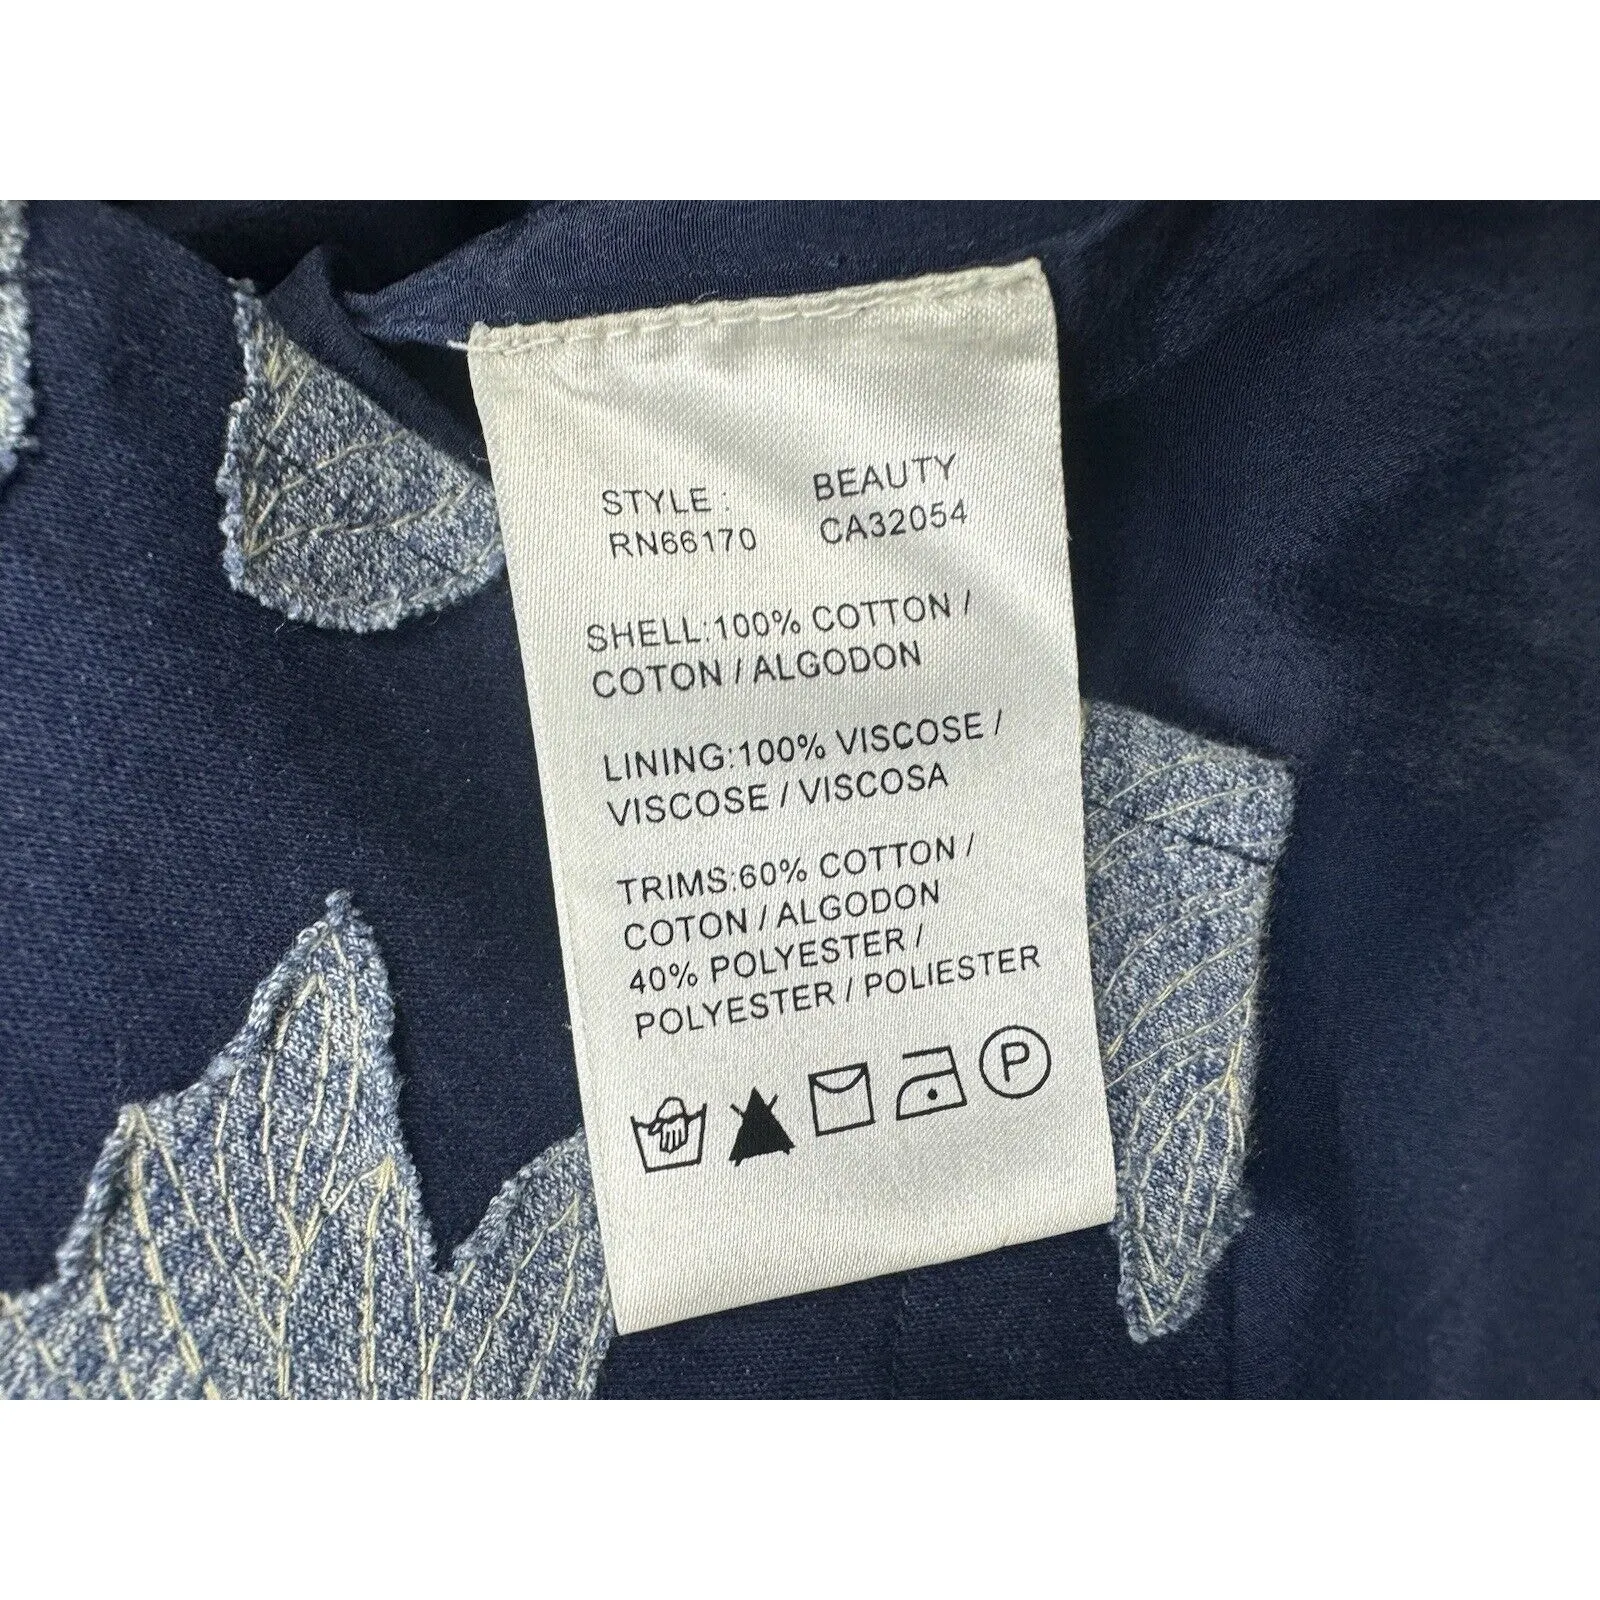 STYLE : BEAUTY
RN66170 CA32054
SHELL:100% COTTON /
COTON / ALGODON
LINING:100% VISCOSE /
VISCOSE / VISCOSA
TRIMS:60% COTTON /
COTON / ALGODON
40% POLYESTER /
POLYESTER / POLIESTER
P